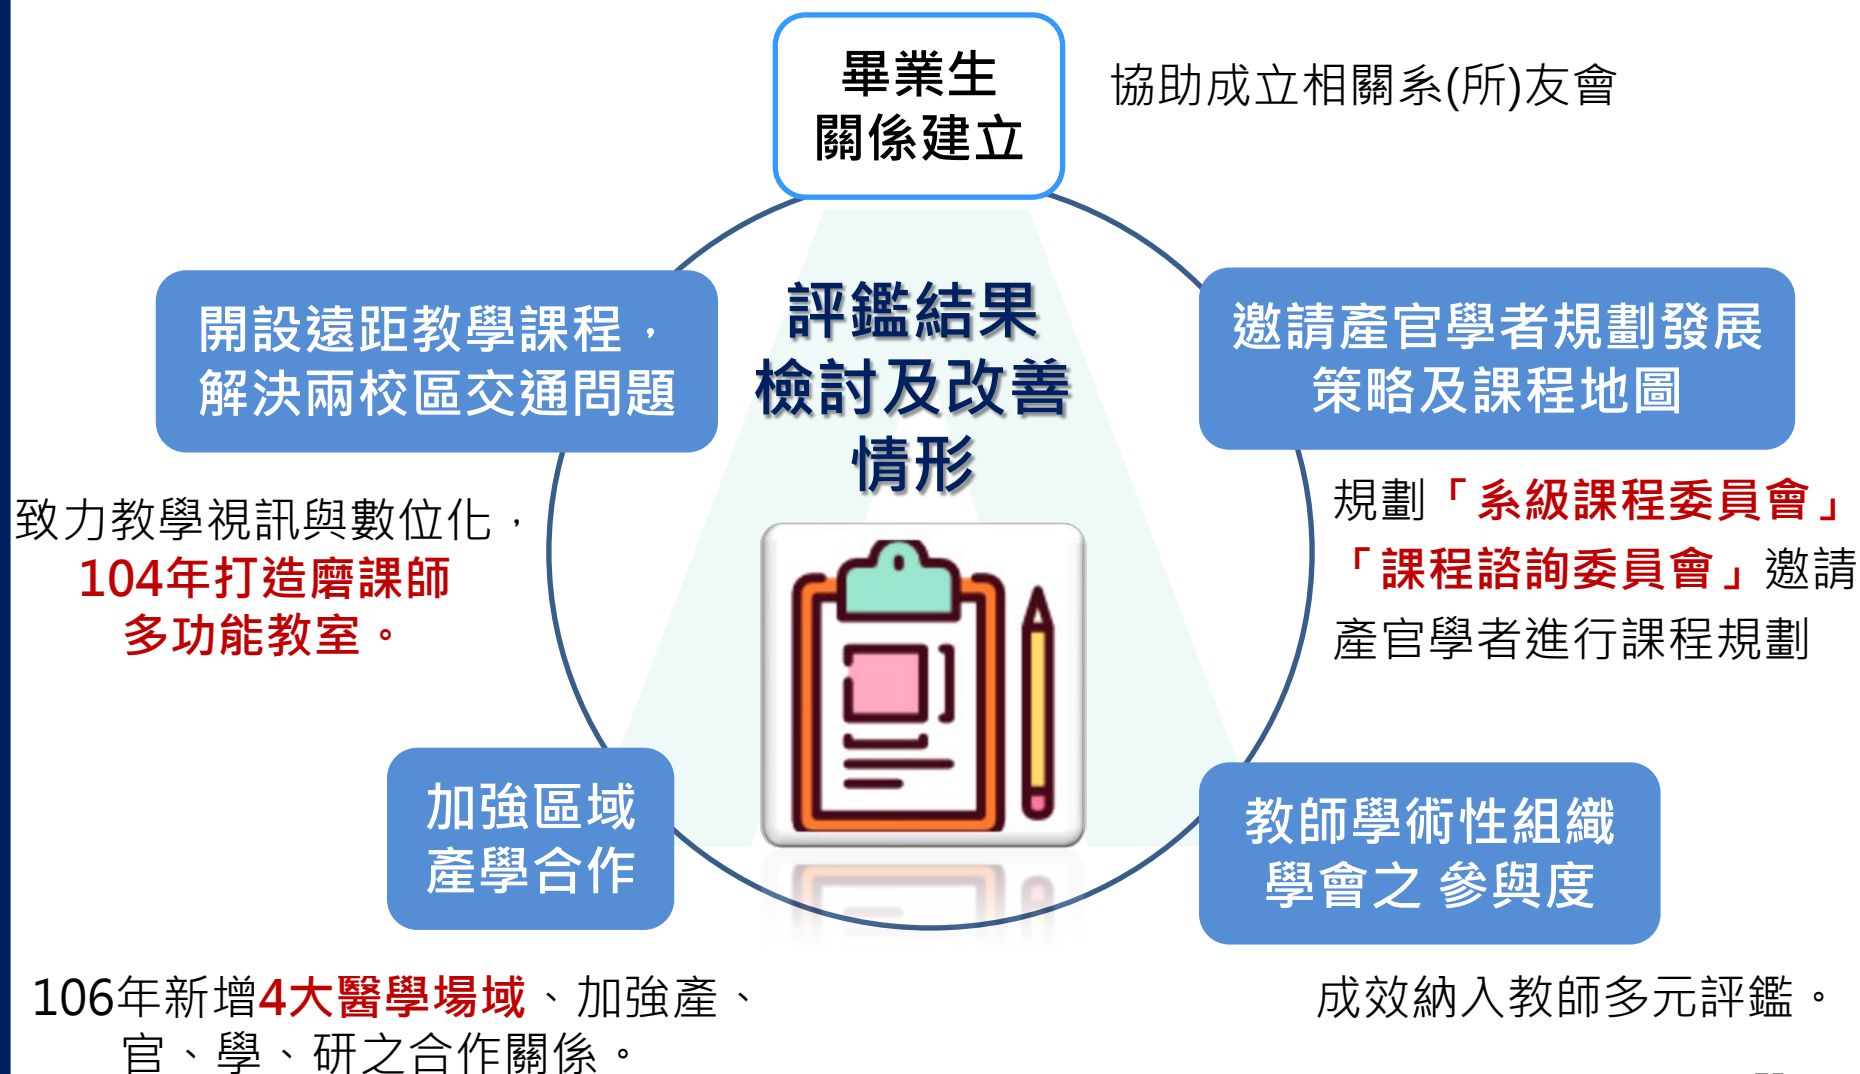 畢業生
關係建立
協助成立相關系(所)友會
評鑑結果
檢討及改善
情形
開設遠距教學課程，
解決兩校區交通問題
致力教學視訊與數位化，
104年打造磨課師
多功能教室。
邀請產官學者規劃發展
策略及課程地圖
規劃「系級課程委員會」
「課程諮詢委員會」邀請
產官學者進行課程規劃
加強區域
產學合作
106年新增4大醫學場域、加強產、
官、學、研之合作關係。
教師學術性組織
學會之 參與度
成效納入教師多元評鑑。